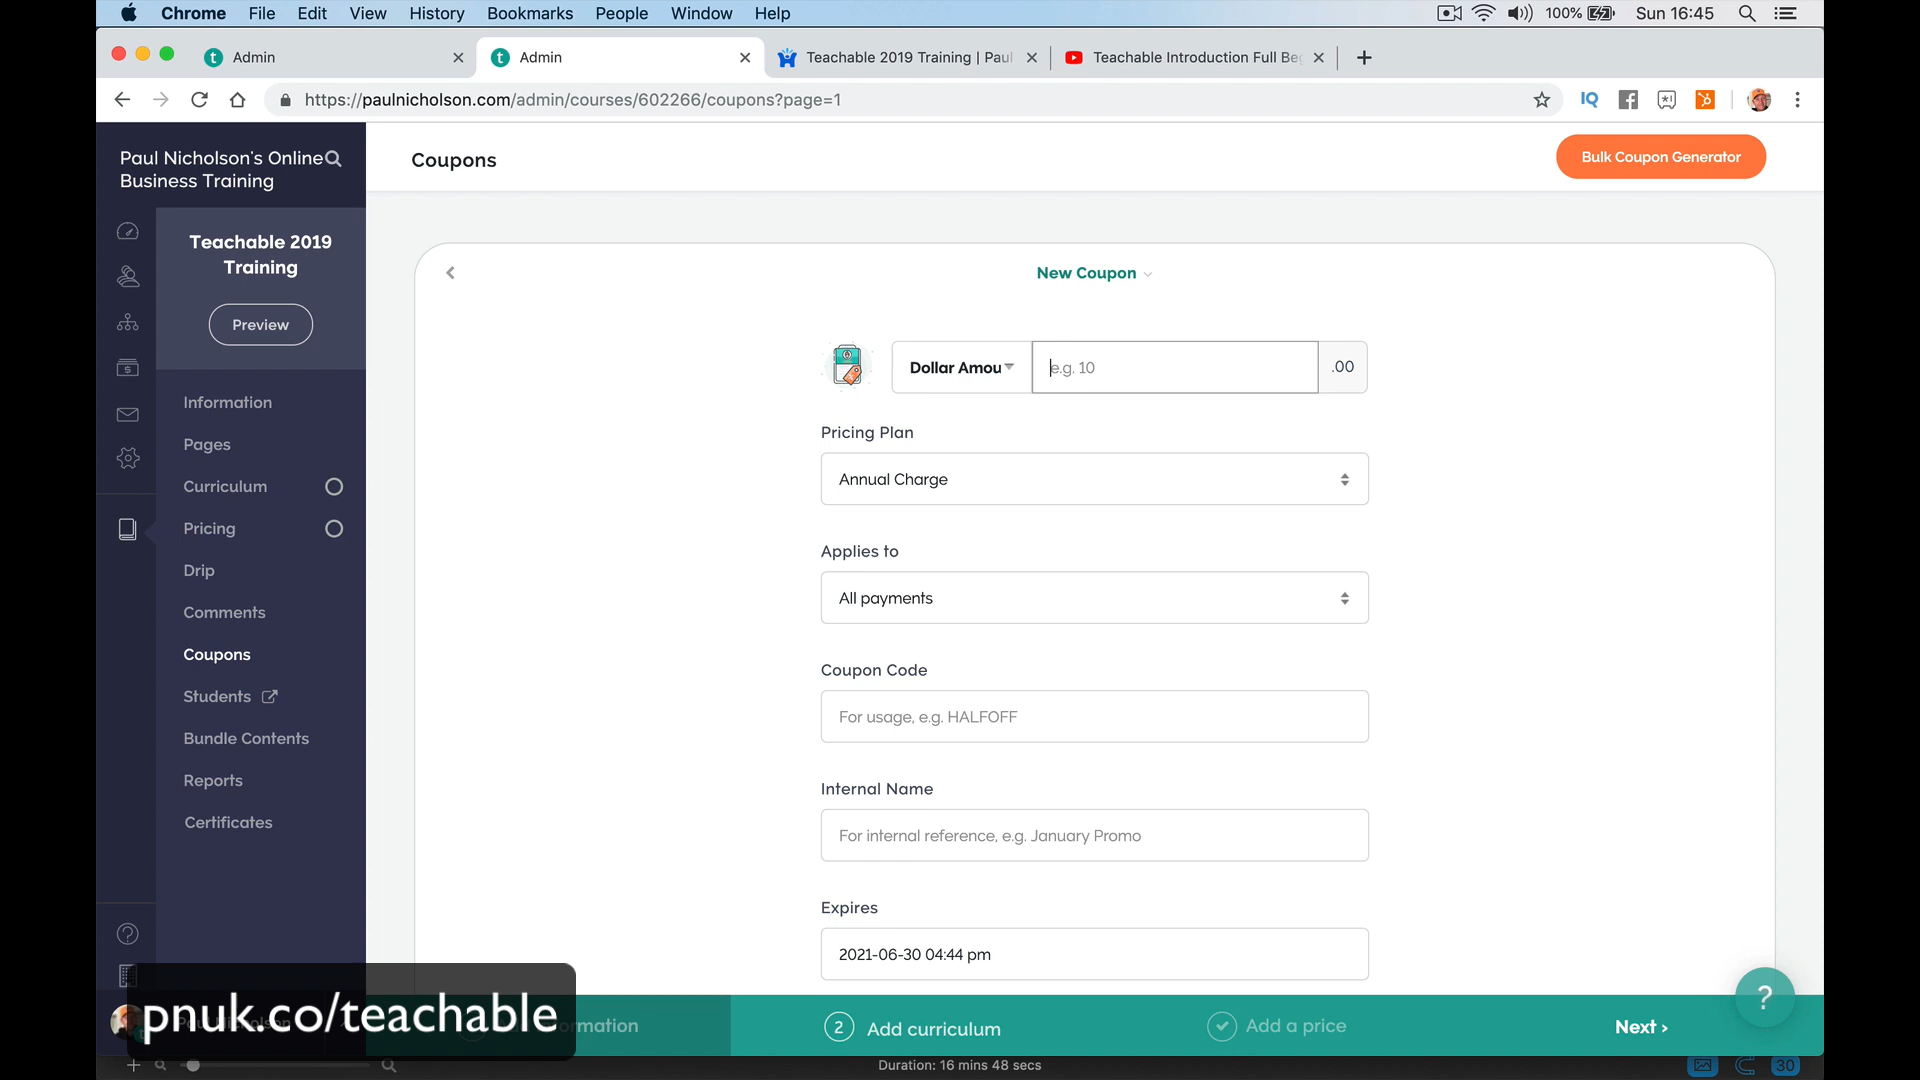 Chrome File Edit View History Bookmarks People Window Help 100% Sun 16:45
Admin Admin Teachable 2019 Training | Paul Teachable Introduction Full Beg
https://paulnicholson.com/admin/courses/602266/coupons?page=1 IQ
Paul Nicholson's Online
Business Training
Coupons
Bulk Coupon Generator
Teachable 2019
Training
Preview
Information
Pages
Curriculum
Pricing
Drip
Comments
Coupons
Students
Bundle Contents
Reports
Certificates
New Coupon
Dollar Amou e.g. 10 .00
Pricing Plan
Annual Charge
Applies to
All payments
Coupon Code
For usage, e.g. HALFOFF
Internal Name
For internal reference, e.g. January Promo
Expires
2021-06-30 04:44 pm
?
pnuk.co/teachable
2 Add curriculum
Add a price
Next ›
Duration: 16 mins 48 secs
30